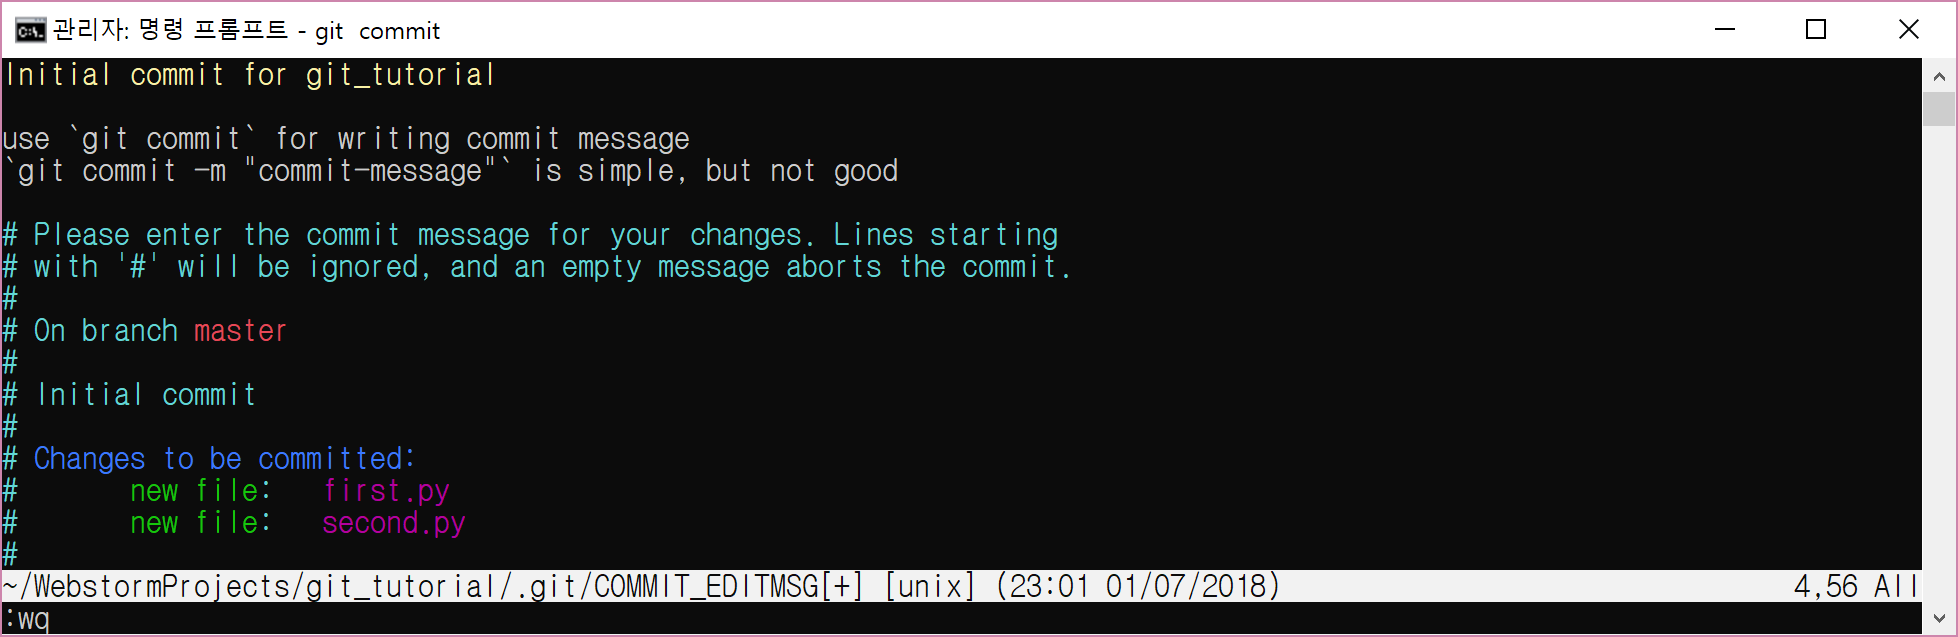 관리자: 명령 프롬프트 - git  commit
Initial commit for git_tutorial

use `git commit` for writing commit message
`git commit -m "commit-message"` is simple, but not good

# Please enter the commit message for your changes. Lines starting
# with '#' will be ignored, and an empty message aborts the commit.
#
# On branch master
#
# Initial commit
#
# Changes to be committed:
#       new file:   first.py
#       new file:   second.py
#
~/WebstormProjects/git_tutorial/.git/COMMIT_EDITMSG[+] [unix] (23:01 01/07/2018) 4,56 All
:wq